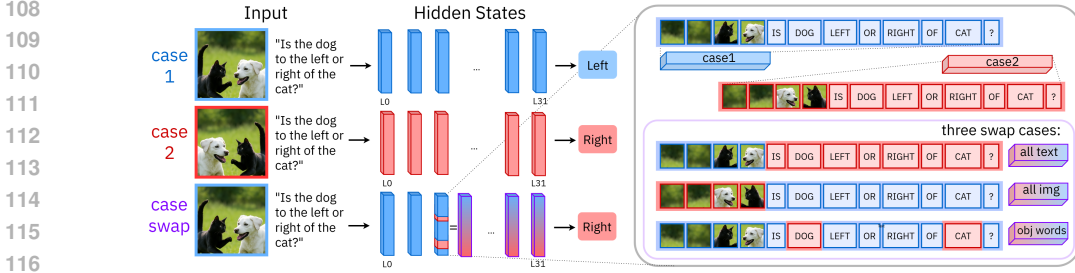 108
109
110
111
112
113
114
115
116
Input
Hidden States
case
1
"Is the dog
to the left or
right of the
cat?"
...
L0
L31
Left
case
2
"Is the dog
to the left or
right of the
cat?"
...
L0
L31
Right
case
swap
"Is the dog
to the left or
right of the
cat?"
=
...
L0
L31
Right
IS DOG LEFT OR RIGHT OF CAT ?
case1
case2
IS DOG LEFT OR RIGHT OF CAT ?
three swap cases:
IS DOG LEFT OR RIGHT OF CAT ? all text
IS DOG LEFT OR RIGHT OF CAT ? all img
IS DOG LEFT OR RIGHT OF CAT ? obj words